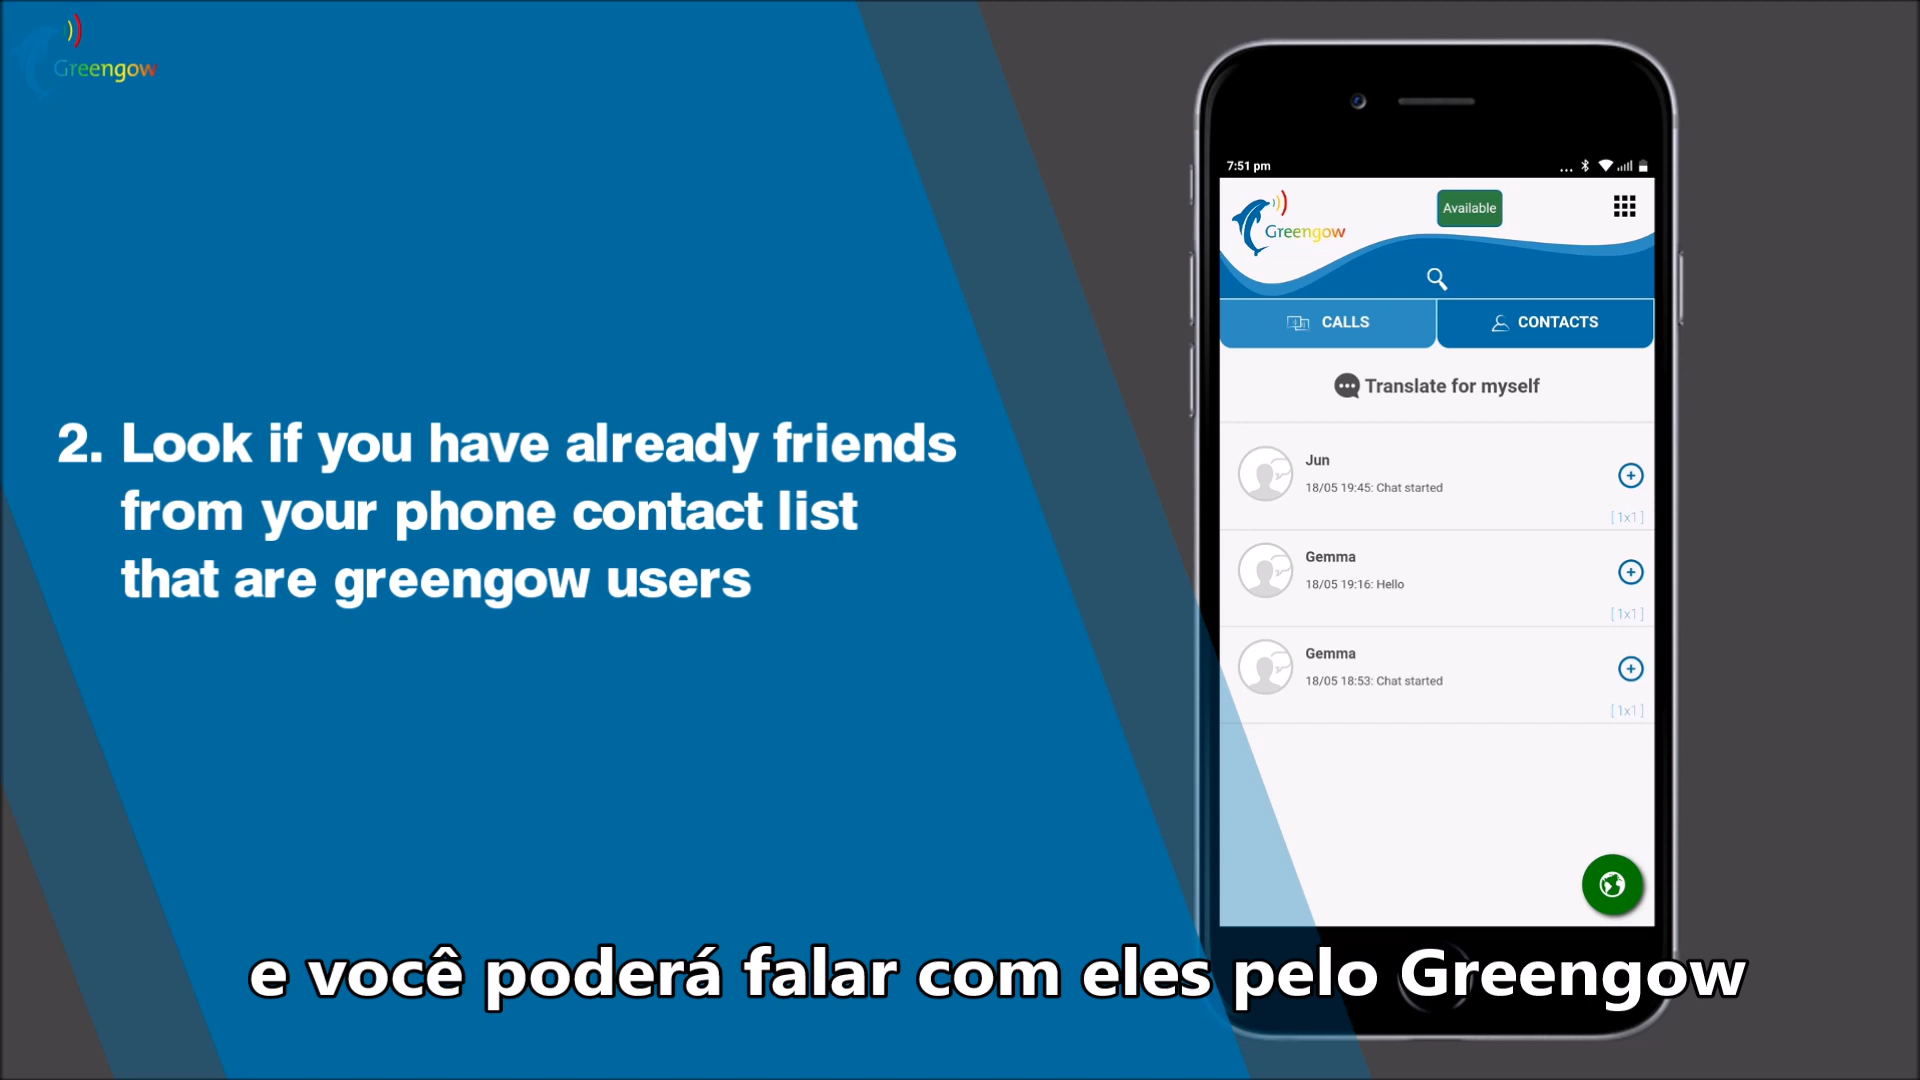 Greengow
2. Look if you have already friends
from your phone contact list
that are greengow users
7:51 pm
Greengow
Available
CALLS
CONTACTS
Translate for myself
Jun
18/05 19:45: Chat started
[ 1x1 ]
Gemma
18/05 19:16: Hello
[ 1x1 ]
Gemma
18/05 18:53: Chat started
[ 1x1 ]
e você poderá falar com eles pelo Greengow